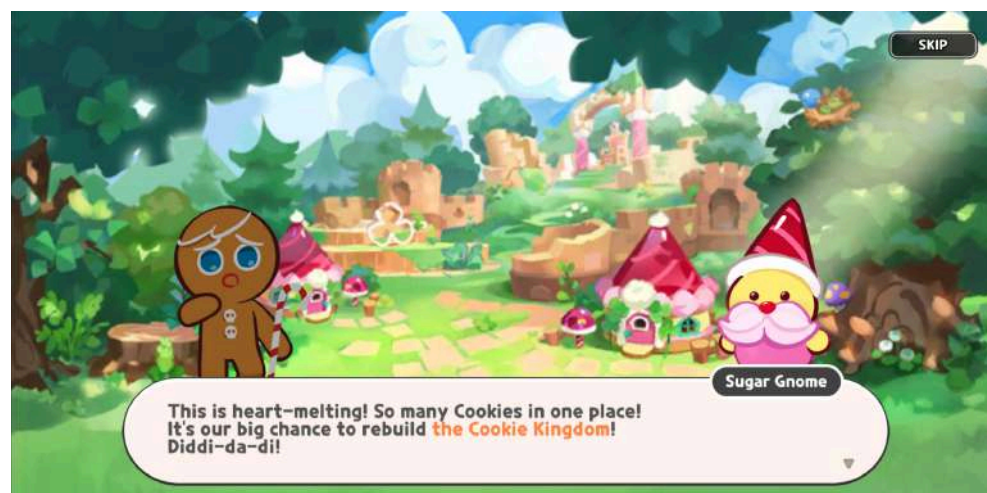 SKIP
Sugar Gnome
This is heart-melting! So many Cookies in one place!
It's our big chance to rebuild the Cookie Kingdom!
Diddi-da-di!